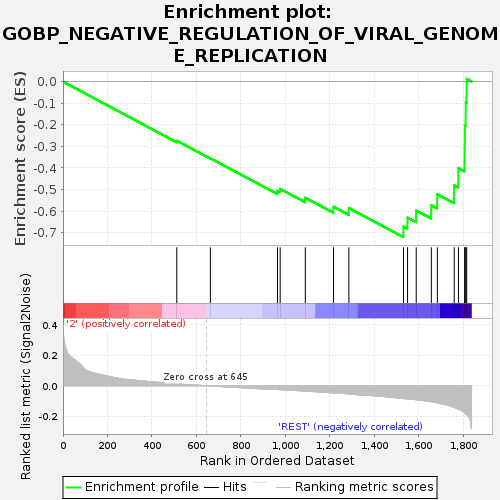 Enrichment plot:
GOBP_NEGATIVE_REGULATION_OF_VIRAL_GENOM
E_REPLICATION
Enrichment score (ES)
0.0
-0.1
-0.2
-0.3
-0.4
-0.5
-0.6
-0.7
'2' (positively correlated)
Zero cross at 645
'REST' (negatively correlated)
Ranked list metric (Signal2Noise)
0.4
0.2
0.0
-0.2
0 200 400 600 800 1,000 1,200 1,400 1,600 1,800
Rank in Ordered Dataset
Enrichment profile Hits Ranking metric scores